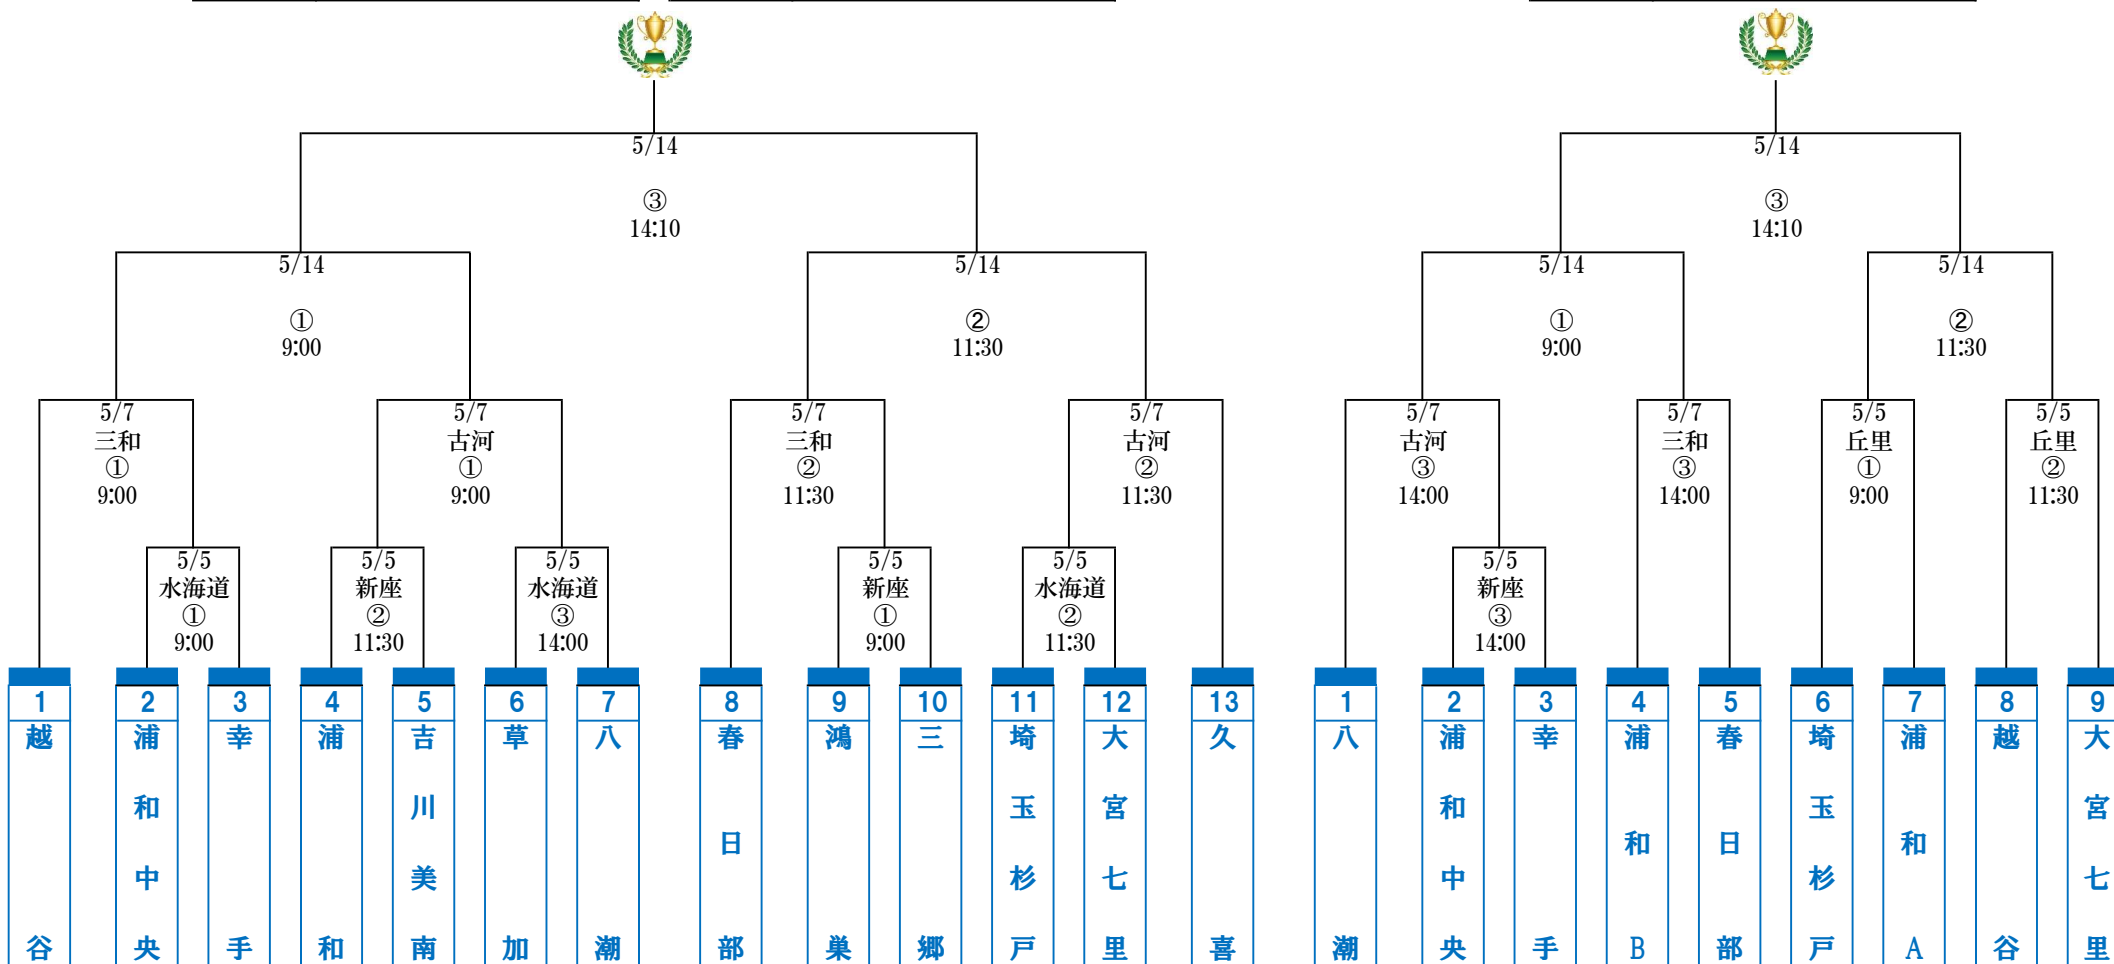 5/14
③
14:10
5/14
①
9:00
5/14
②
11:30
5/7
三和
①
9:00
5/7
古河
①
9:00
5/7
三和
②
11:30
5/7
古河
②
11:30
5/5
水海道
①
9:00
5/5
新座
②
11:30
5/5
水海道
③
14:00
5/5
新座
①
9:00
5/5
水海道
②
11:30
1
越谷
2
浦和中央
3
幸手
4
浦和
5
吉川美南
6
草加
7
八潮
8
春日部
9
鴻巣
10
三郷
11
埼玉杉戸
12
大宮七里
13
久喜
5/14
③
14:10
5/14
①
9:00
5/14
②
11:30
5/7
古河
③
14:00
5/7
三和
③
14:00
5/5
丘里
①
9:00
5/5
丘里
②
11:30
5/5
新座
③
14:00
1
八潮
2
浦和中央
3
幸手
4
浦和B
5
春日部
6
埼玉杉戸
7
浦和A
8
越谷
9
大宮七里